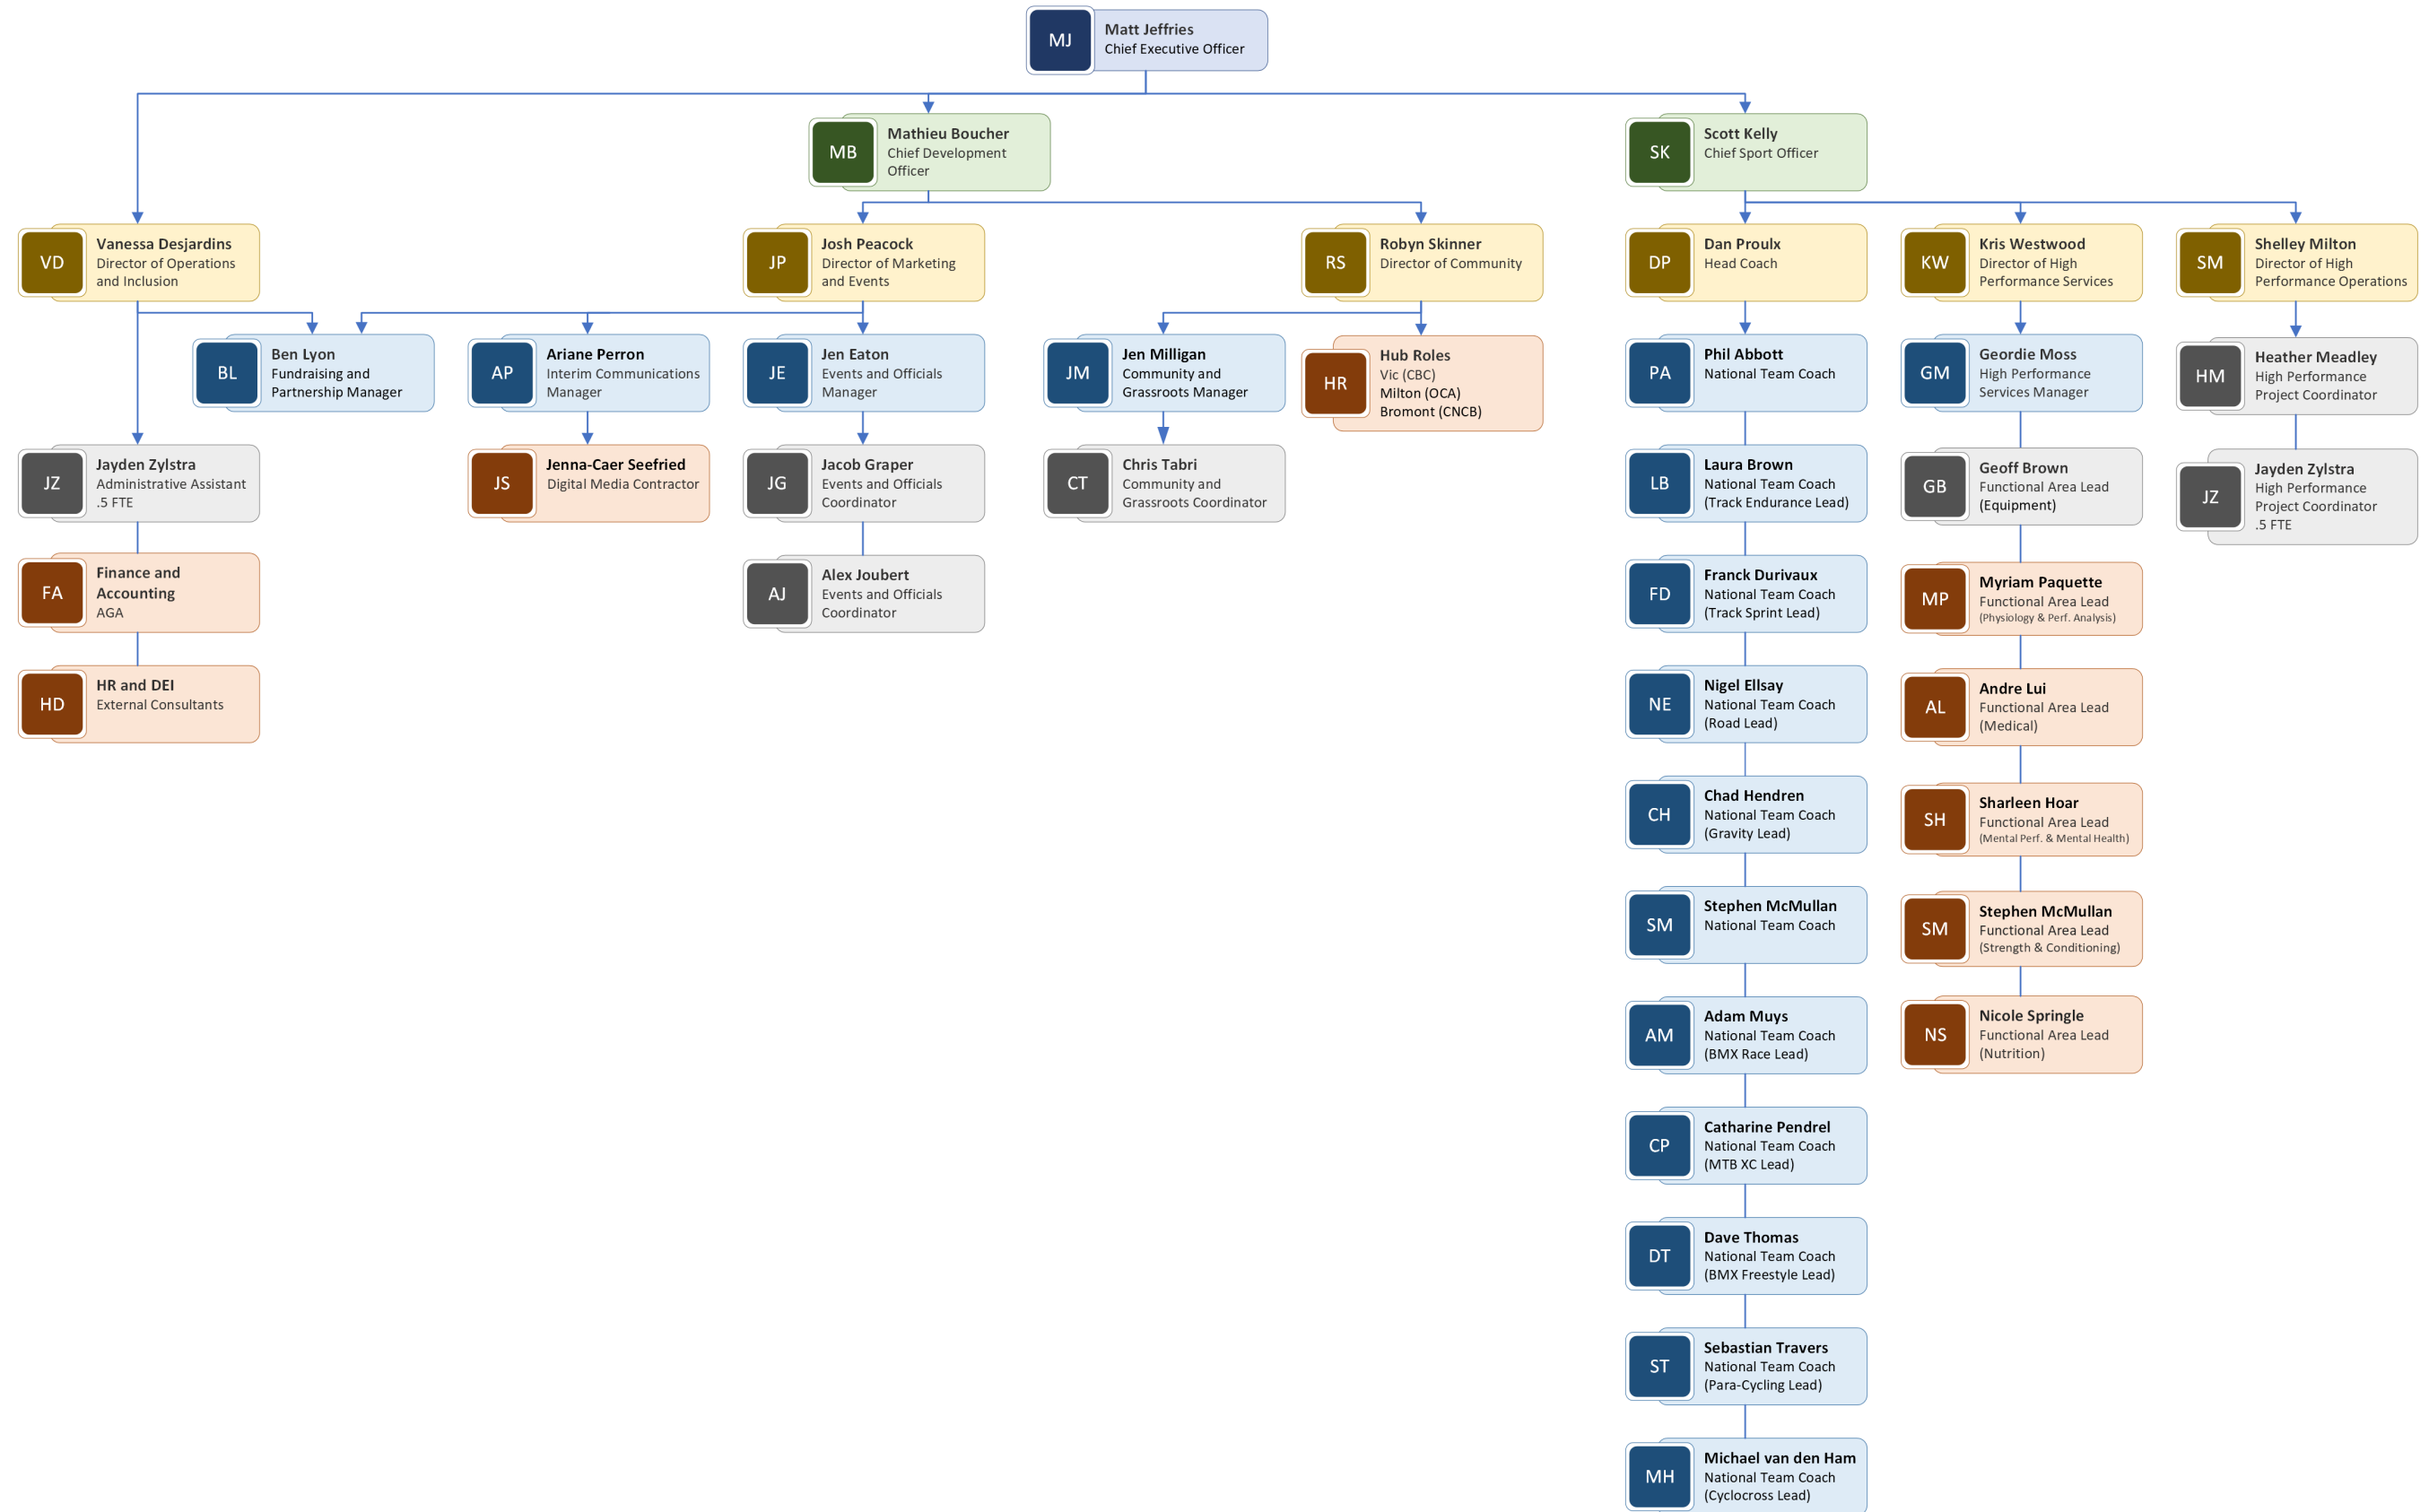 MJ
Matt Jeffries
Chief Executive Officer
MB
Mathieu Boucher
Chief Development
Officer
SK
Scott Kelly
Chief Sport Officer
VD
Vanessa Desjardins
Director of Operations
and Inclusion
JP
Josh Peacock
Director of Marketing
and Events
RS
Robyn Skinner
Director of Community
DP
Dan Proulx
Head Coach
KW
Kris Westwood
Director of High
Performance Services
SM
Shelley Milton
Director of High
Performance Operations
BL
Ben Lyon
Fundraising and
Partnership Manager
AP
Ariane Perron
Interim Communications
Manager
JE
Jen Eaton
Events and Officials
Manager
JM
Jen Milligan
Community and
Grassroots Manager
HR
Hub Roles
Vic (CBC)
Milton (OCA)
Bromont (CNCB)
PA
Phil Abbott
National Team Coach
GM
Geordie Moss
High Performance
Services Manager
HM
Heather Meadley
High Performance
Project Coordinator
JZ
Jayden Zylstra
Administrative Assistant
.5 FTE
JS
Jenna-Caer Seefried
Digital Media Contractor
JG
Jacob Graper
Events and Officials
Coordinator
CT
Chris Tabri
Community and
Grassroots Coordinator
LB
Laura Brown
National Team Coach
(Track Endurance Lead)
GB
Geoff Brown
Functional Area Lead
(Equipment)
JZ
Jayden Zylstra
High Performance
Project Coordinator
.5 FTE
FA
Finance and
Accounting
AGA
AJ
Alex Joubert
Events and Officials
Coordinator
FD
Franck Durivaux
National Team Coach
(Track Sprint Lead)
MP
Myriam Paquette
Functional Area Lead
(Physiology & Perf. Analysis)
HD
HR and DEI
External Consultants
NE
Nigel Ellsay
National Team Coach
(Road Lead)
AL
Andre Lui
Functional Area Lead
(Medical)
CH
Chad Hendren
National Team Coach
(Gravity Lead)
SH
Sharleen Hoar
Functional Area Lead
(Mental Perf. & Mental Health)
SM
Stephen McMullan
National Team Coach
SM
Stephen McMullan
Functional Area Lead
(Strength & Conditioning)
AM
Adam Muys
National Team Coach
(BMX Race Lead)
NS
Nicole Springle
Functional Area Lead
(Nutrition)
CP
Catharine Pendrel
National Team Coach
(MTB XC Lead)
DT
Dave Thomas
National Team Coach
(BMX Freestyle Lead)
ST
Sebastian Travers
National Team Coach
(Para-Cycling Lead)
MH
Michael van den Ham
National Team Coach
(Cyclocross Lead)